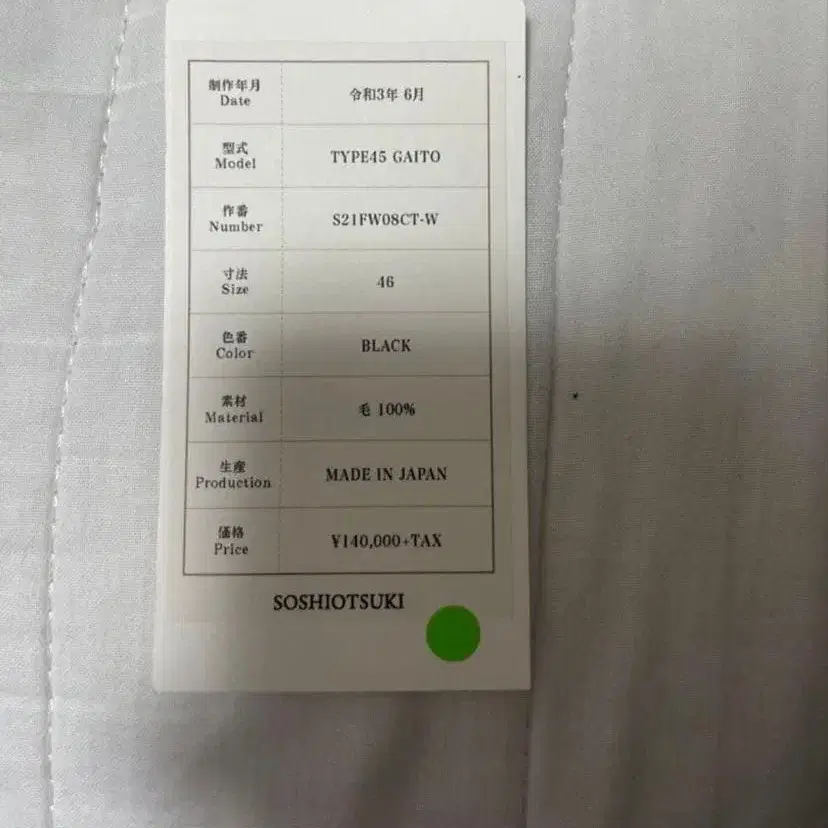 制作年月
Date
令和3年 6月
型式
Model
TYPE45 GAITO
作番
Number
S21FW08CT-W
寸法
Size
46
色番
Color
BLACK
素材
Material
毛 100%
生産
Production
MADE IN JAPAN
価格
Price
¥140,000+TAX
SOSHIOTSUKI